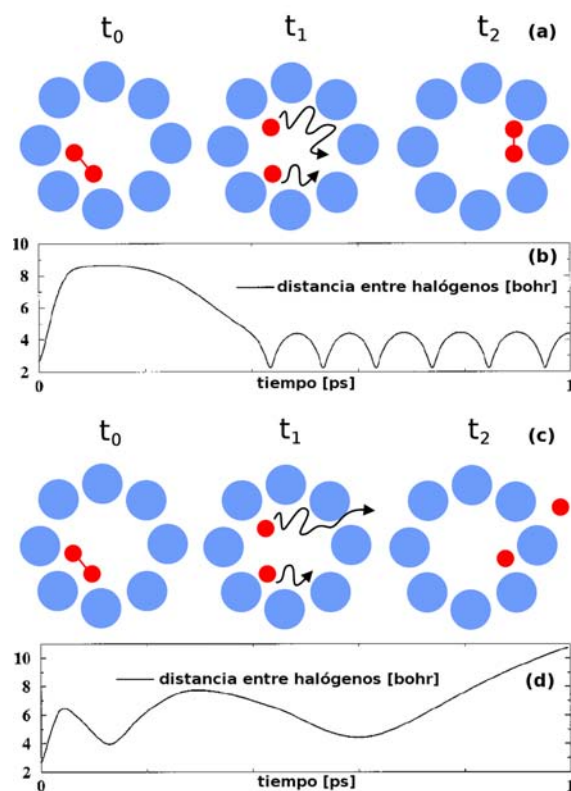 t0 t1 t2 (a)
10 (b)
8 distancia entre halógenos [bohr]
6
4
2
0 tiempo [ps] 1
t0 t1 t2 (c)
10 (d)
8 distancia entre halógenos [bohr]
6
4
2
0 tiempo [ps] 1